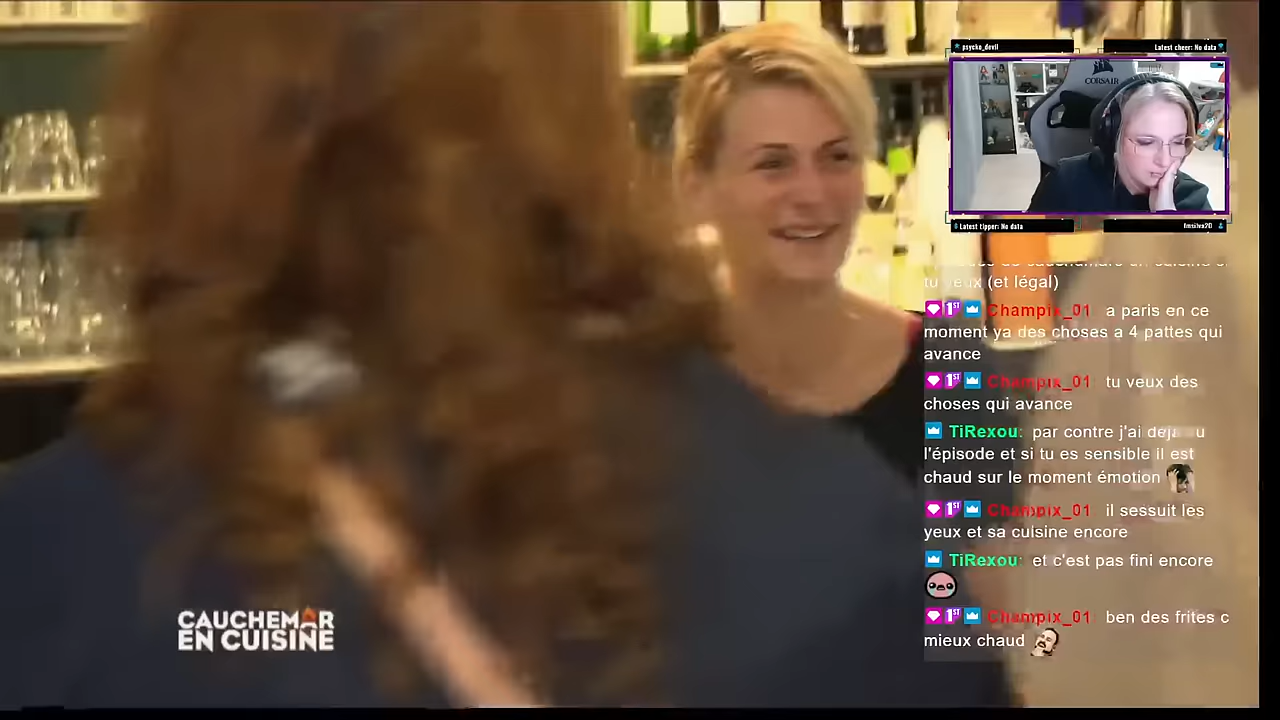 psycko_devil
Latest cheer: No data
CORSAIR
Latest tipper: No data
fmsilva20
tu veux (et légal)
Champix_01 a paris en ce
moment ya des choses a 4 pattes qui
avance
Champix_01 tu veux des
choses qui avance
TiRexou: par contre j'ai deja vu
l'épisode et si tu es sensible il est
chaud sur le moment émotion
Champix_01 il sessuit les
yeux et sa cuisine encore
TiRexou: et c'est pas fini encore
Champix_01 ben des frites c
mieux chaud
CAUCHEMAR
EN CUISINE